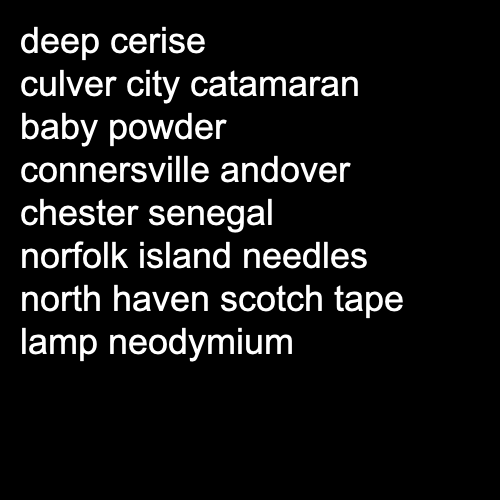 deep cerise
culver city catamaran
baby powder
connersville andover
chester senegal
norfolk island needles
north haven scotch tape
lamp neodymium